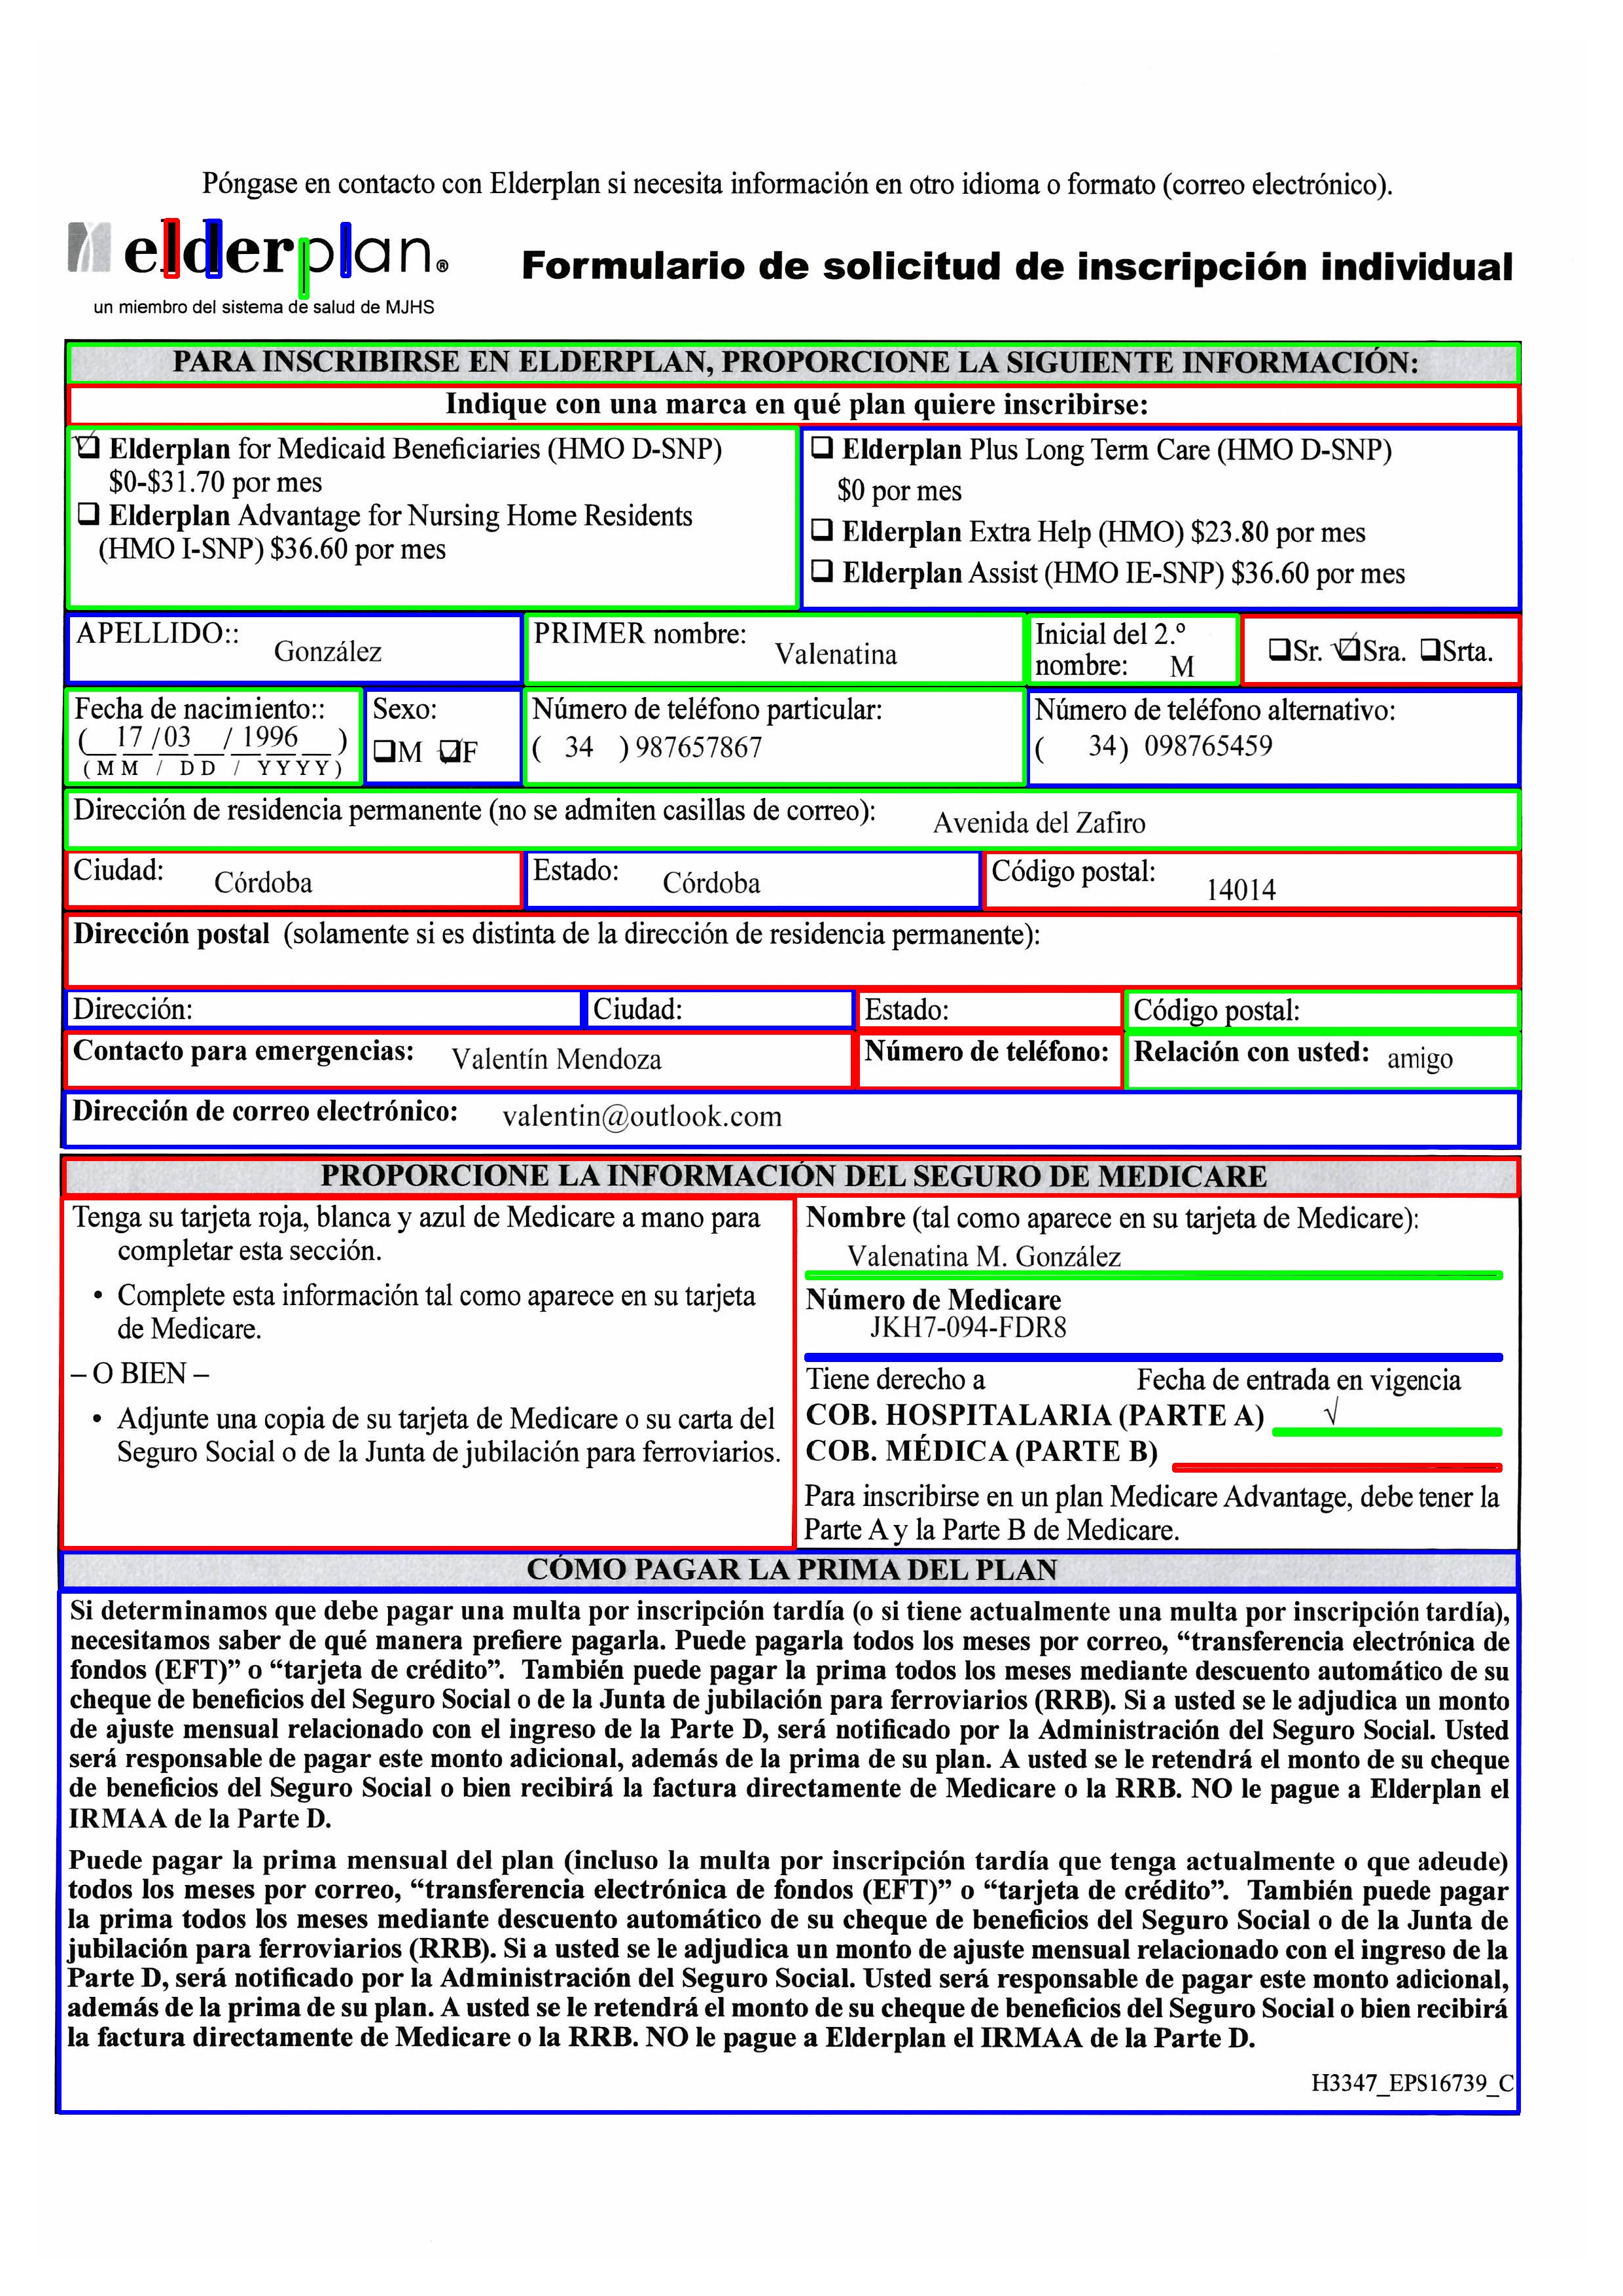 Póngase en contacto con Elderplan si necesita información en otro idioma o formato (correo electrónico).
elderplan®
un miembro del sistema de salud de MJHS
Formulario de solicitud de inscripción individual
PARA INSCRIBIRSE EN ELDERPLAN, PROPORCIONE LA SIGUIENTE INFORMACIÓN:
Indique con una marca en qué plan quiere inscribirse:
☑ Elderplan for Medicaid Beneficiaries (HMO D-SNP)
$0-$31.70 por mes
❑ Elderplan Advantage for Nursing Home Residents
(HMO I-SNP) $36.60 por mes
❑ Elderplan Plus Long Term Care (HMO D-SNP)
$0 por mes
❑ Elderplan Extra Help (HMO) $23.80 por mes
❑ Elderplan Assist (HMO IE-SNP) $36.60 por mes
APELLIDO:: González
PRIMER nombre: Valenatina
Inicial del 2.º
nombre: M
❑Sr. ☑Sra. ❑Srta.
Fecha de nacimiento::
( 17 /03 / 1996 )
( M M / D D / Y Y Y Y )
Sexo:
❑M ☑F
Número de teléfono particular:
( 34 ) 987657867
Número de teléfono alternativo:
( 34) 098765459
Dirección de residencia permanente (no se admiten casillas de correo): Avenida del Zafiro
Ciudad: Córdoba
Estado: Córdoba
Código postal: 14014
Dirección postal (solamente si es distinta de la dirección de residencia permanente):
Dirección:
Ciudad:
Estado:
Código postal:
Contacto para emergencias: Valentín Mendoza
Número de teléfono:
Relación con usted: amigo
Dirección de correo electrónico: valentin@outlook.com
PROPORCIONE LA INFORMACIÓN DEL SEGURO DE MEDICARE
Tenga su tarjeta roja, blanca y azul de Medicare a mano para
completar esta sección.
• Complete esta información tal como aparece en su tarjeta
de Medicare.
– O BIEN –
• Adjunte una copia de su tarjeta de Medicare o su carta del
Seguro Social o de la Junta de jubilación para ferroviarios.
Nombre (tal como aparece en su tarjeta de Medicare):
Valenatina M. González
Número de Medicare
JKH7-094-FDR8
Tiene derecho a Fecha de entrada en vigencia
COB. HOSPITALARIA (PARTE A) √
COB. MÉDICA (PARTE B)
Para inscribirse en un plan Medicare Advantage, debe tener la
Parte A y la Parte B de Medicare.
CÓMO PAGAR LA PRIMA DEL PLAN
Si determinamos que debe pagar una multa por inscripción tardía (o si tiene actualmente una multa por inscripción tardía),
necesitamos saber de qué manera prefiere pagarla. Puede pagarla todos los meses por correo, “transferencia electrónica de
fondos (EFT)” o “tarjeta de crédito”. También puede pagar la prima todos los meses mediante descuento automático de su
cheque de beneficios del Seguro Social o de la Junta de jubilación para ferroviarios (RRB). Si a usted se le adjudica un monto
de ajuste mensual relacionado con el ingreso de la Parte D, será notificado por la Administración del Seguro Social. Usted
será responsable de pagar este monto adicional, además de la prima de su plan. A usted se le retendrá el monto de su cheque
de beneficios del Seguro Social o bien recibirá la factura directamente de Medicare o la RRB. NO le pague a Elderplan el
IRMAA de la Parte D.
Puede pagar la prima mensual del plan (incluso la multa por inscripción tardía que tenga actualmente o que adeude)
todos los meses por correo, “transferencia electrónica de fondos (EFT)” o “tarjeta de crédito”. También puede pagar
la prima todos los meses mediante descuento automático de su cheque de beneficios del Seguro Social o de la Junta de
jubilación para ferroviarios (RRB). Si a usted se le adjudica un monto de ajuste mensual relacionado con el ingreso de la
Parte D, será notificado por la Administración del Seguro Social. Usted será responsable de pagar este monto adicional,
además de la prima de su plan. A usted se le retendrá el monto de su cheque de beneficios del Seguro Social o bien recibirá
la factura directamente de Medicare o la RRB. NO le pague a Elderplan el IRMAA de la Parte D.
H3347_EPS16739_C